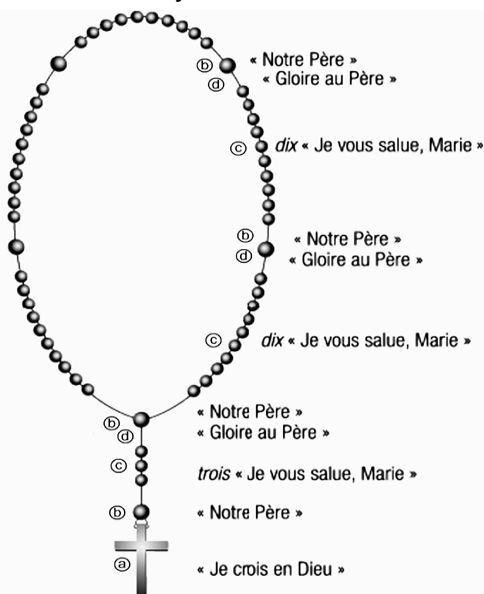 ⓑ « Notre Père »
ⓓ « Gloire au Père »
ⓒ dix « Je vous salue, Marie »
ⓑ « Notre Père »
ⓓ « Gloire au Père »
ⓒ dix « Je vous salue, Marie »
ⓑ « Notre Père »
ⓓ « Gloire au Père »
ⓒ trois « Je vous salue, Marie »
ⓑ « Notre Père »
ⓐ « Je crois en Dieu »